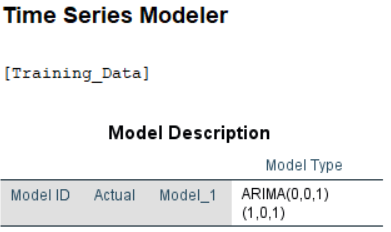 Time Series Modeler
[Training_Data]
Model Description
Model Type
Model ID Actual Model_1 ARIMA(0,0,1)
(1,0,1)